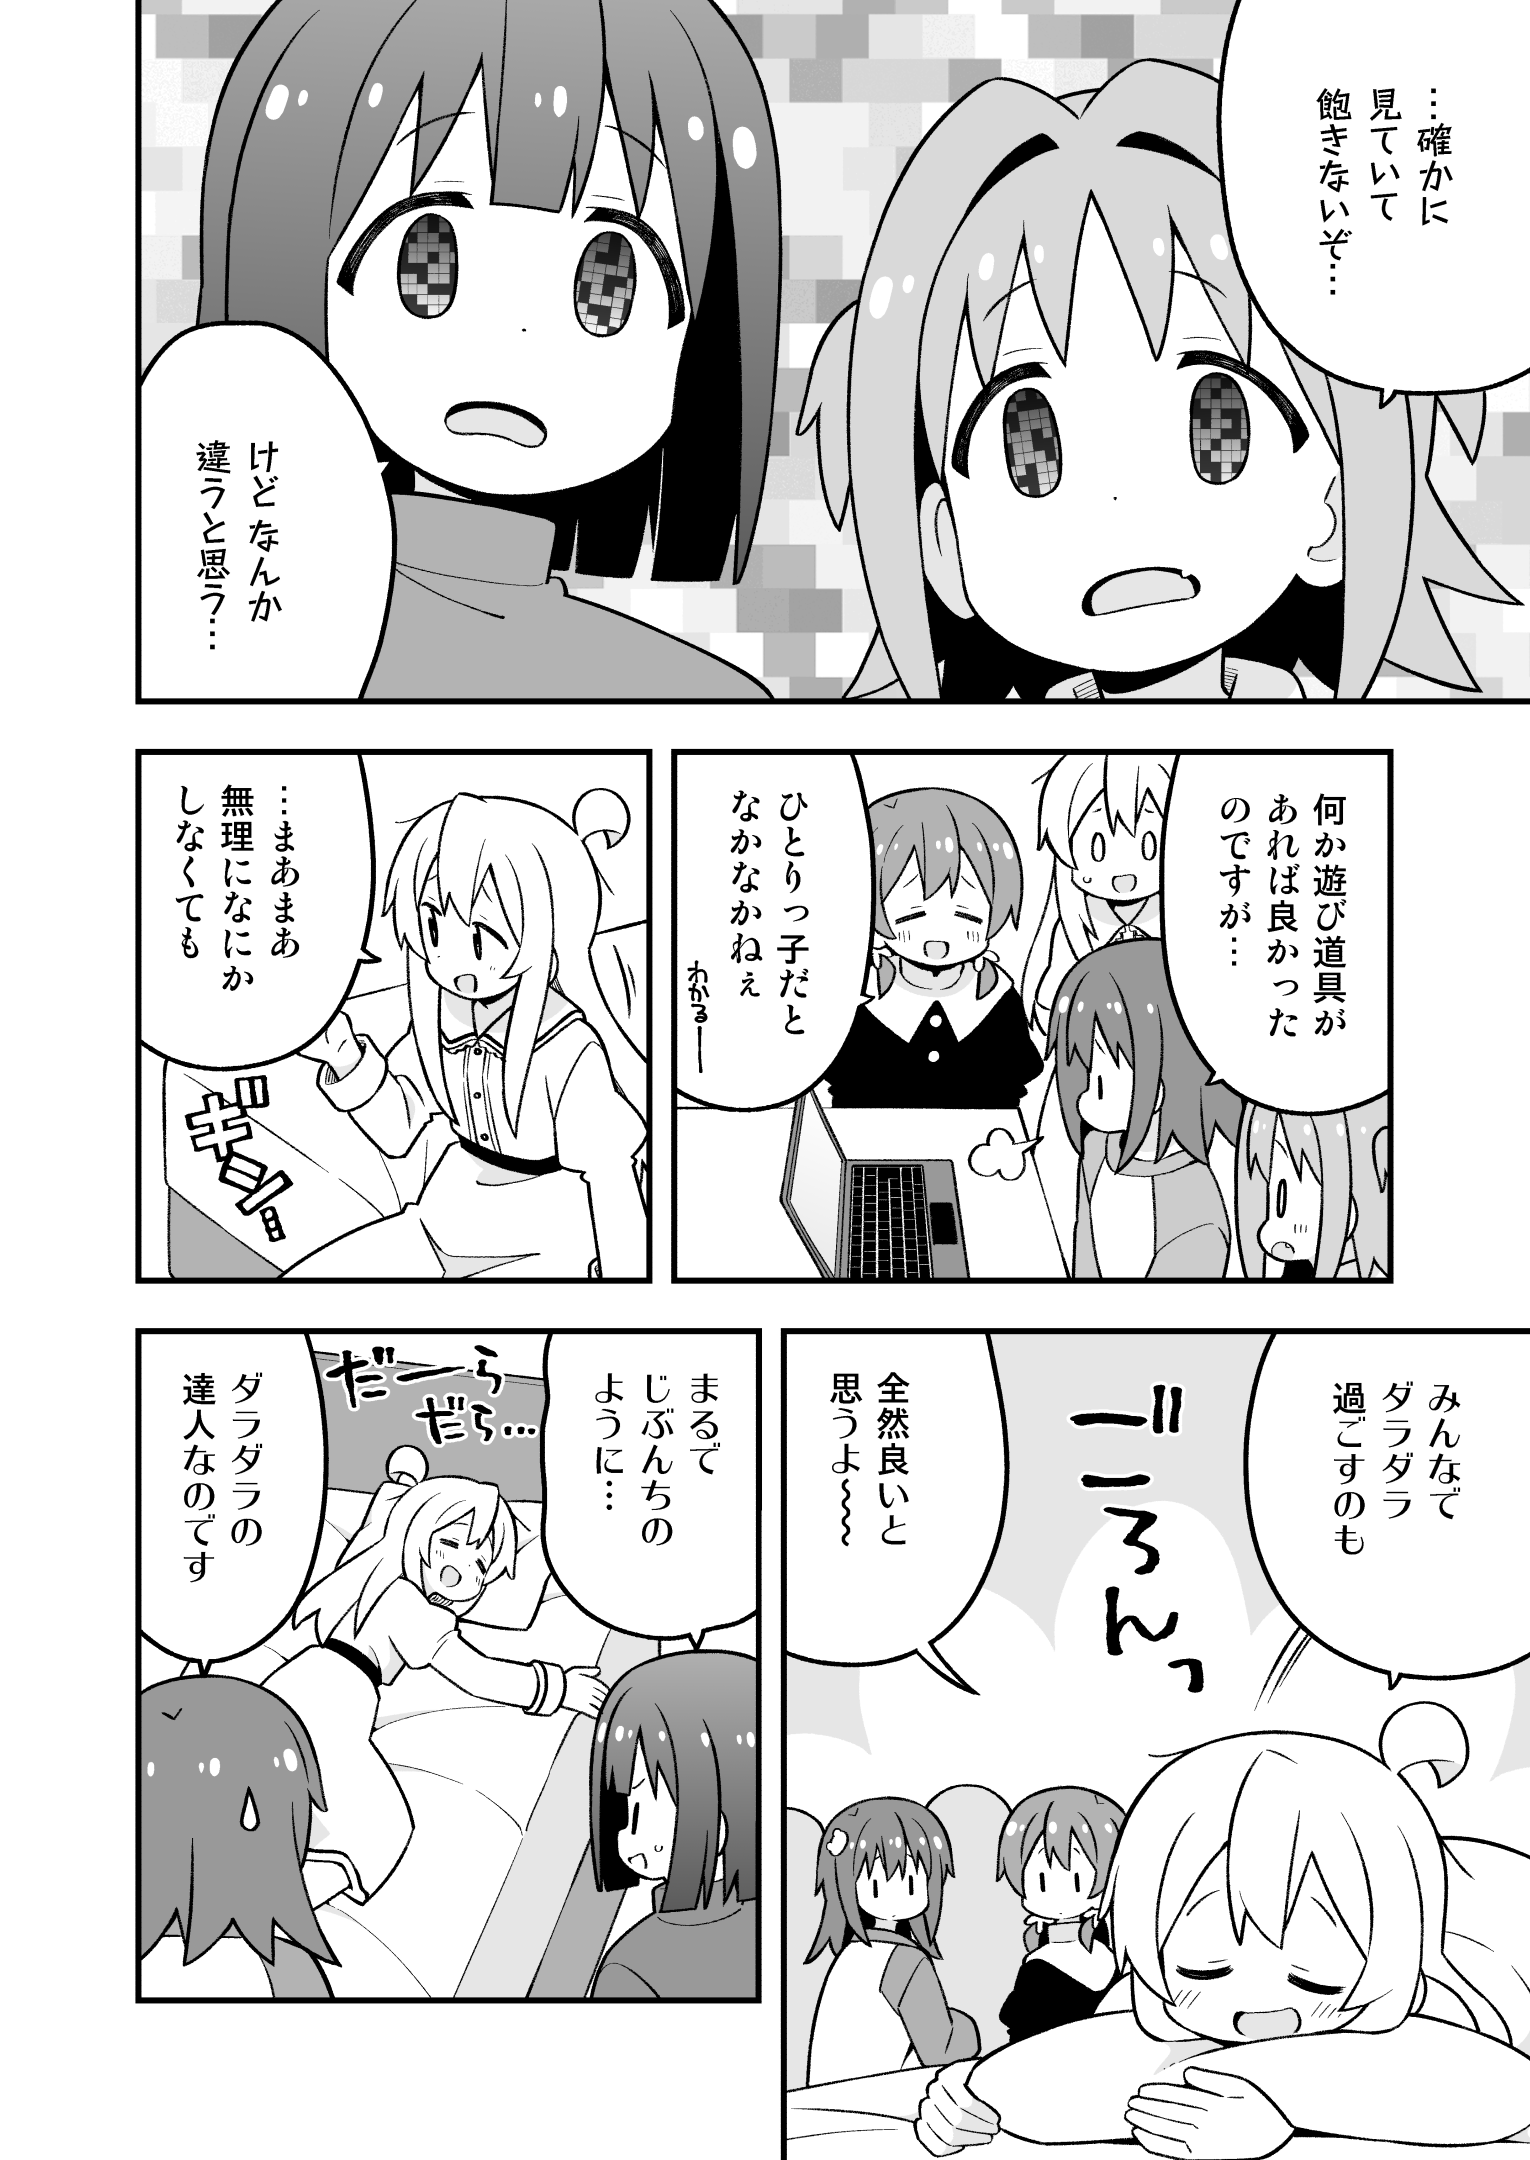 …確かに
見ていて
飽きないぞ…
けど なんか
違うと思う…
何か遊び道具が
あれば良かった
のですが…
ひとりっ子だと
なかなかねぇ
わかるー
…まあまあ
無理になにか
しなくても
ギシ…
みんなで
ダラダラ
過ごすのも
ごろんっ
全然良いと
思うよ～～
まるで
じぶんちの
ように…
だーら
だら…
ダラダラの
達人なのです